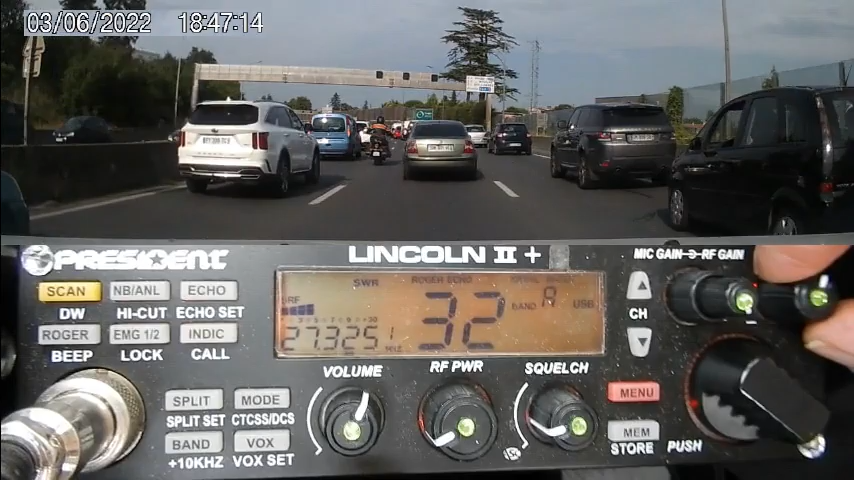 03/06/2022 18:47:14
PRESIDENT
LINCOLN II +
MIC GAIN RF GAIN
SCAN NB/ANL ECHO
DW HI-CUT ECHO SET
ROGER EMG 1/2 INDIC
BEEP LOCK CALL
SWR
ROGER ECHO
RF
32
BAND A USB
27.3251
MHz
CH
VOLUME RF PWR SQUELCH
MENU
SPLIT MODE
SPLIT SET CTCSS/DCS
BAND VOX
+10KHZ VOX SET
MEM
STORE PUSH